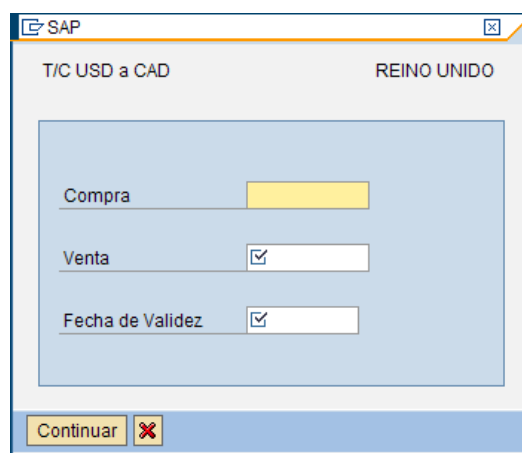 SAP
T/C USD a CAD REINO UNIDO
Compra
Venta
Fecha de Validez
Continuar